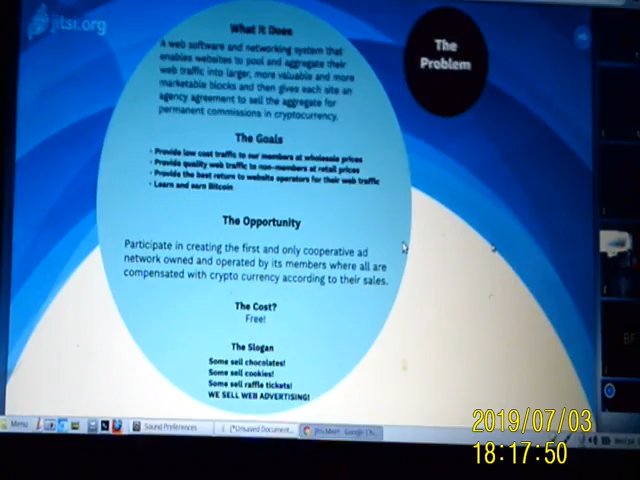 jitsi.org
What It Does
The
Problem
A web software and networking system that
enables websites to pool and aggregate their
web traffic into larger, more valuable and more
marketable blocks and then gives each site an
agency agreement to sell the aggregate for
permanent commissions in cryptocurrency.
The Goals
· Provide low cost traffic to our members at wholesale prices
· Provide quality web traffic to non-members at retail prices
· Provide the best return to website operators for their web traffic
· Learn and earn Bitcoin
The Opportunity
Participate in creating the first and only cooperative ad
network owned and operated by its members where all are
compensated with crypto currency according to their sales.
The Cost?
Free!
The Slogan
Some sell chocolates!
Some sell cookies!
Some sell raffle tickets!
WE SELL WEB ADVERTISING!
Menu
Sound Preferences
[*Unsaved Document...
Jitsi Meet - Google Ch...
2019/07/03
18:17:50